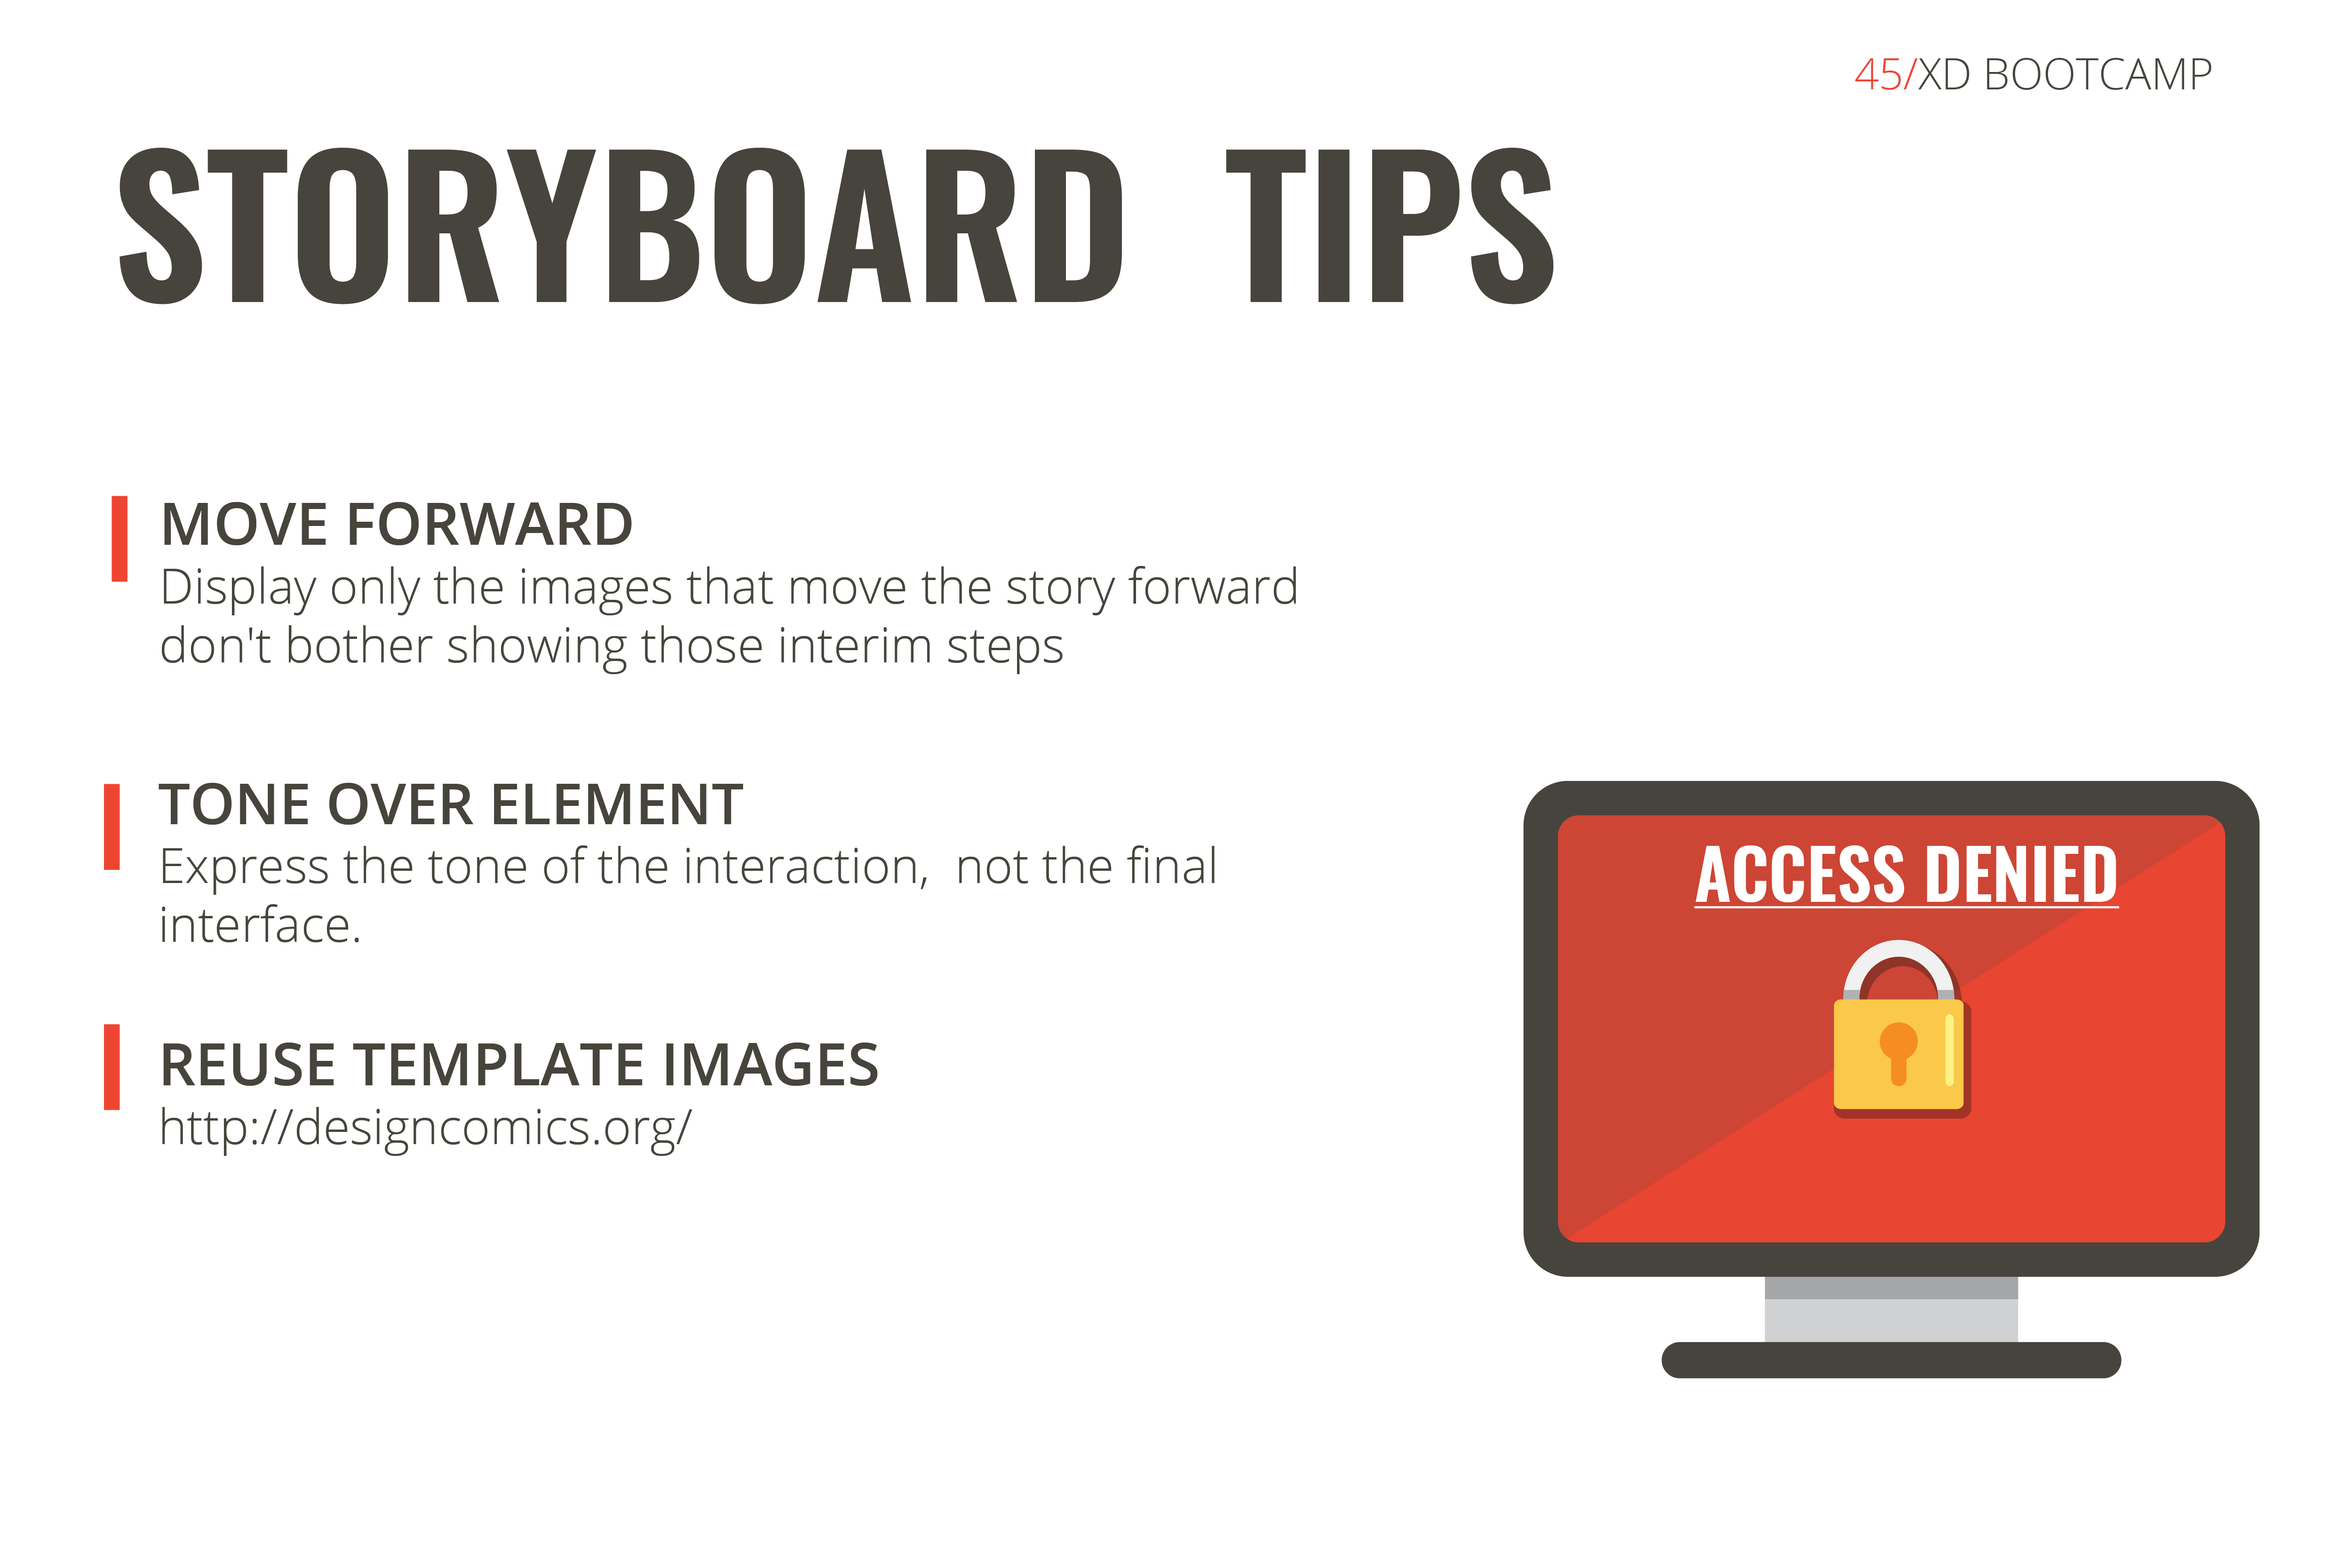 45/XD BOOTCAMP
STORYBOARD TIPS
MOVE FORWARD
Display only the images that move the story forward
don't bother showing those interim steps
TONE OVER ELEMENT
Express the tone of the interaction, not the final
interface.
REUSE TEMPLATE IMAGES
http://designcomics.org/
ACCESS DENIED